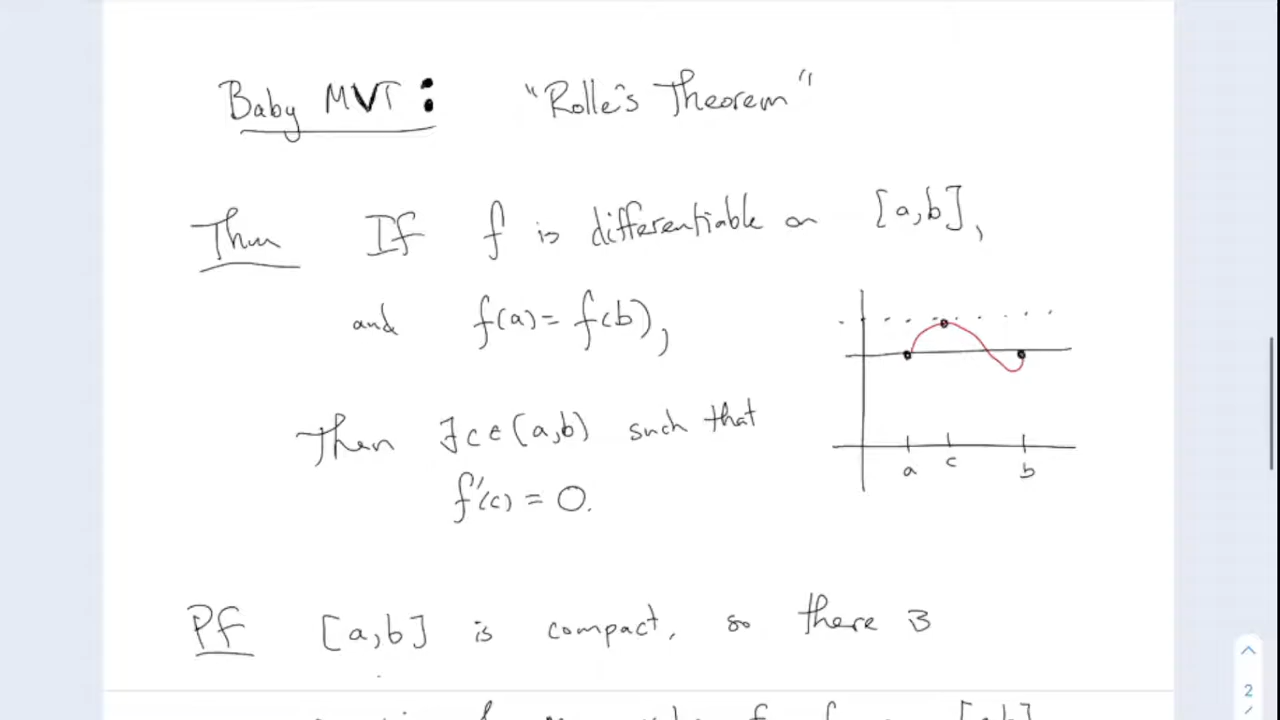 Baby MVT: "Rolle's Theorem"
Thm If f is differentiable on [a,b],
and f(a) = f(b),
Then ∃c∈(a,b) such that
f'(c) = 0.
a c b
Pf [a,b] is compact, so there is
f [a,b]
2